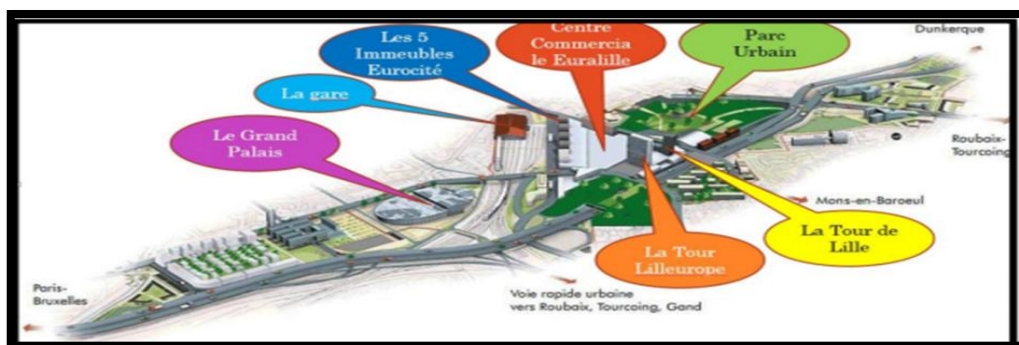 Les 5
Immeubles
Eurocité
Centre
Commercia
le Euralille
Parc
Urbain
Dunkerque
La gare
Le Grand
Palais
Roubaix-
Tourcoing
Mons-en-Baroeul
La Tour de
Lille
La Tour
Lilleurope
Paris-
Bruxelles
Voie rapide urbaine
vers Roubaix, Tourcoing, Gand